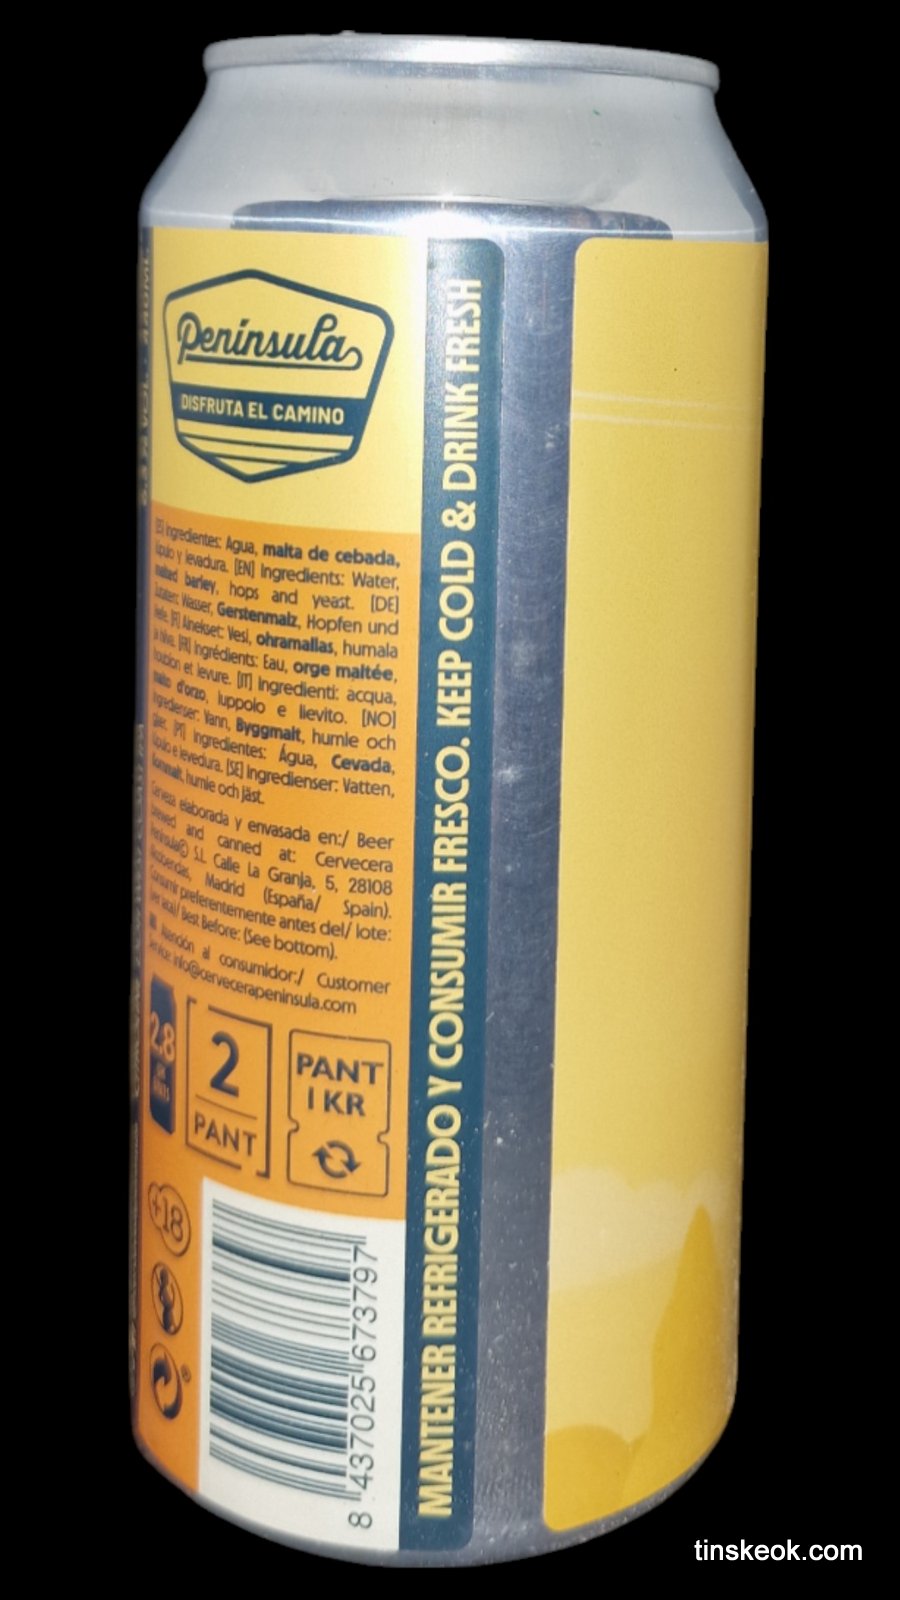 Península
DISFRUTA EL CAMINO
[ES] Ingredientes: Agua, malta de cebada,
lúpulo y levadura. [EN] Ingredients: Water,
malted barley, hops and yeast. [DE]
Zutaten: Wasser, Gerstenmalz, Hopfen und
Hefe. [FI] Ainekset: Vesi, ohramallas, humala
ja hiiva. [FR] Ingrédients: Eau, orge maltée,
houblon et levure. [IT] Ingredienti: acqua,
malto d'orzo, luppolo e lievito. [NO]
Ingredienser: Vann, Byggmalt, humle och
gjær. [PT] Ingredientes: Água, Cevada,
lúpulo e levedura. [SE] Ingredienser: Vatten,
kornmalt, humle och jäst.
Cerveza elaborada y envasada en:/ Beer
brewed and canned at: Cervecera
Península© S.L. Calle La Granja, 5, 28108
Alcobendas, Madrid (España/ Spain).
Consumir preferentemente antes del/ lote:
(ver lata)/ Best Before: (See bottom).
Atención al consumidor:/ Customer
Service: info@cervecerapeninsula.com
2.8
UK
UNITS
2
PANT
PANT
1 KR
+18
8 437025 673797
MANTENER REFRIGERADO Y CONSUMIR FRESCO. KEEP COLD & DRINK FRESH
tinskeok.com